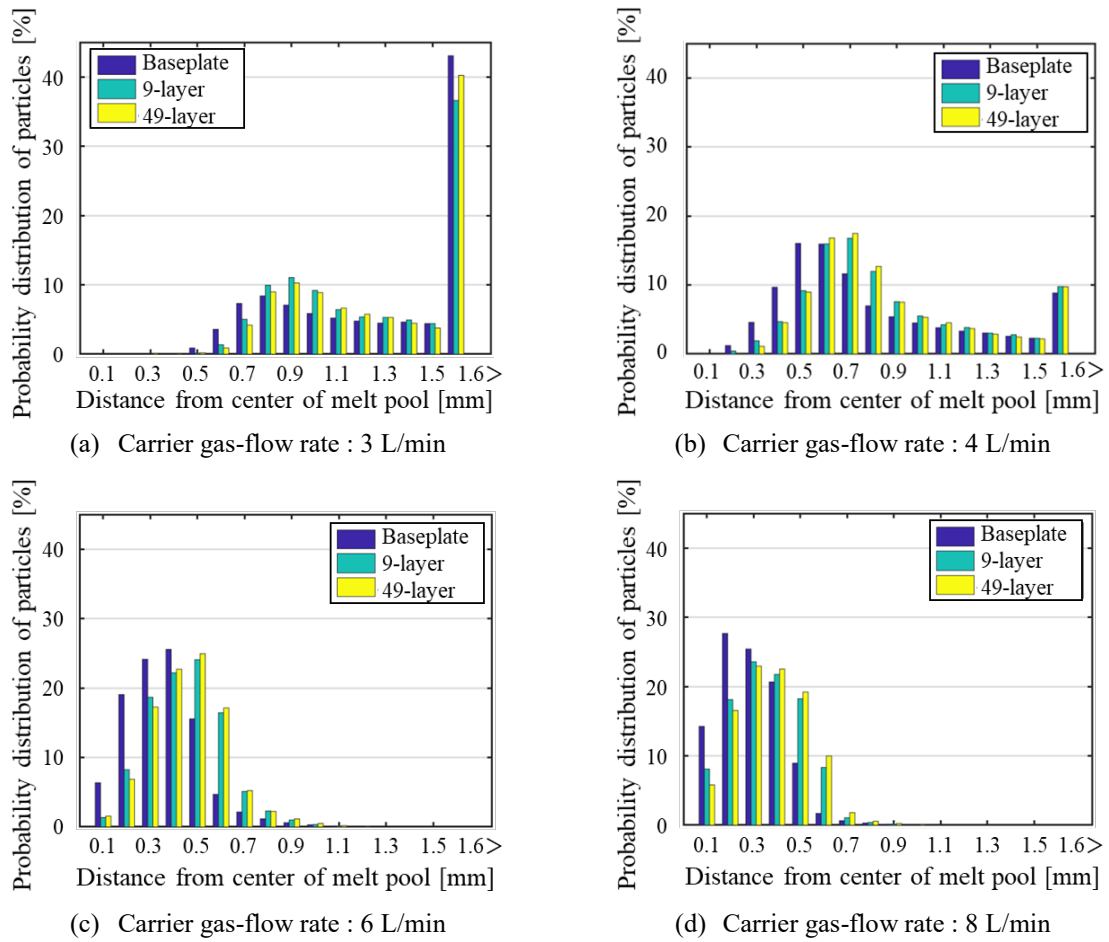 Probability distribution of particles [%]
40
30
20
10
0
Baseplate
9-layer
49-layer
0.1 0.3 0.5 0.7 0.9 1.1 1.3 1.5 1.6>
Distance from center of melt pool [mm]
(a) Carrier gas-flow rate : 3 L/min
Probability distribution of particles [%]
40
30
20
10
0
Baseplate
9-layer
49-layer
0.1 0.3 0.5 0.7 0.9 1.1 1.3 1.5 1.6>
Distance from center of melt pool [mm]
(b) Carrier gas-flow rate : 4 L/min
Probability distribution of particles [%]
40
30
20
10
0
Baseplate
9-layer
49-layer
0.1 0.3 0.5 0.7 0.9 1.1 1.3 1.5 1.6>
Distance from center of melt pool [mm]
(c) Carrier gas-flow rate : 6 L/min
Probability distribution of particles [%]
40
30
20
10
0
Baseplate
9-layer
49-layer
0.1 0.3 0.5 0.7 0.9 1.1 1.3 1.5 1.6>
Distance from center of melt pool [mm]
(d) Carrier gas-flow rate : 8 L/min